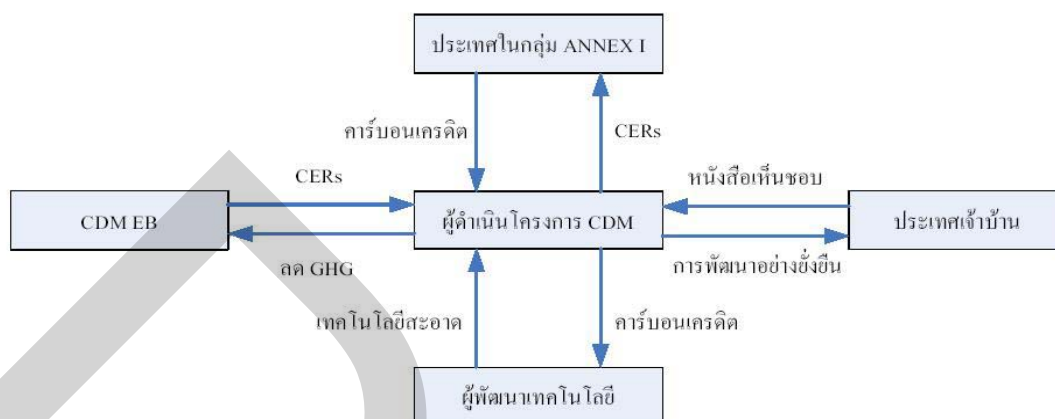 ประเทศในกลุ่ม ANNEX I
คาร์บอนเครดิต
CERs
CERs
หนังสือเห็นชอบ
CDM EB
ผู้ดำเนินโครงการ CDM
ประเทศเจ้าบ้าน
ลด GHG
การพัฒนาอย่างยั่งยืน
เทคโนโลยีสะอาด
คาร์บอนเครดิต
ผู้พัฒนาเทคโนโลยี